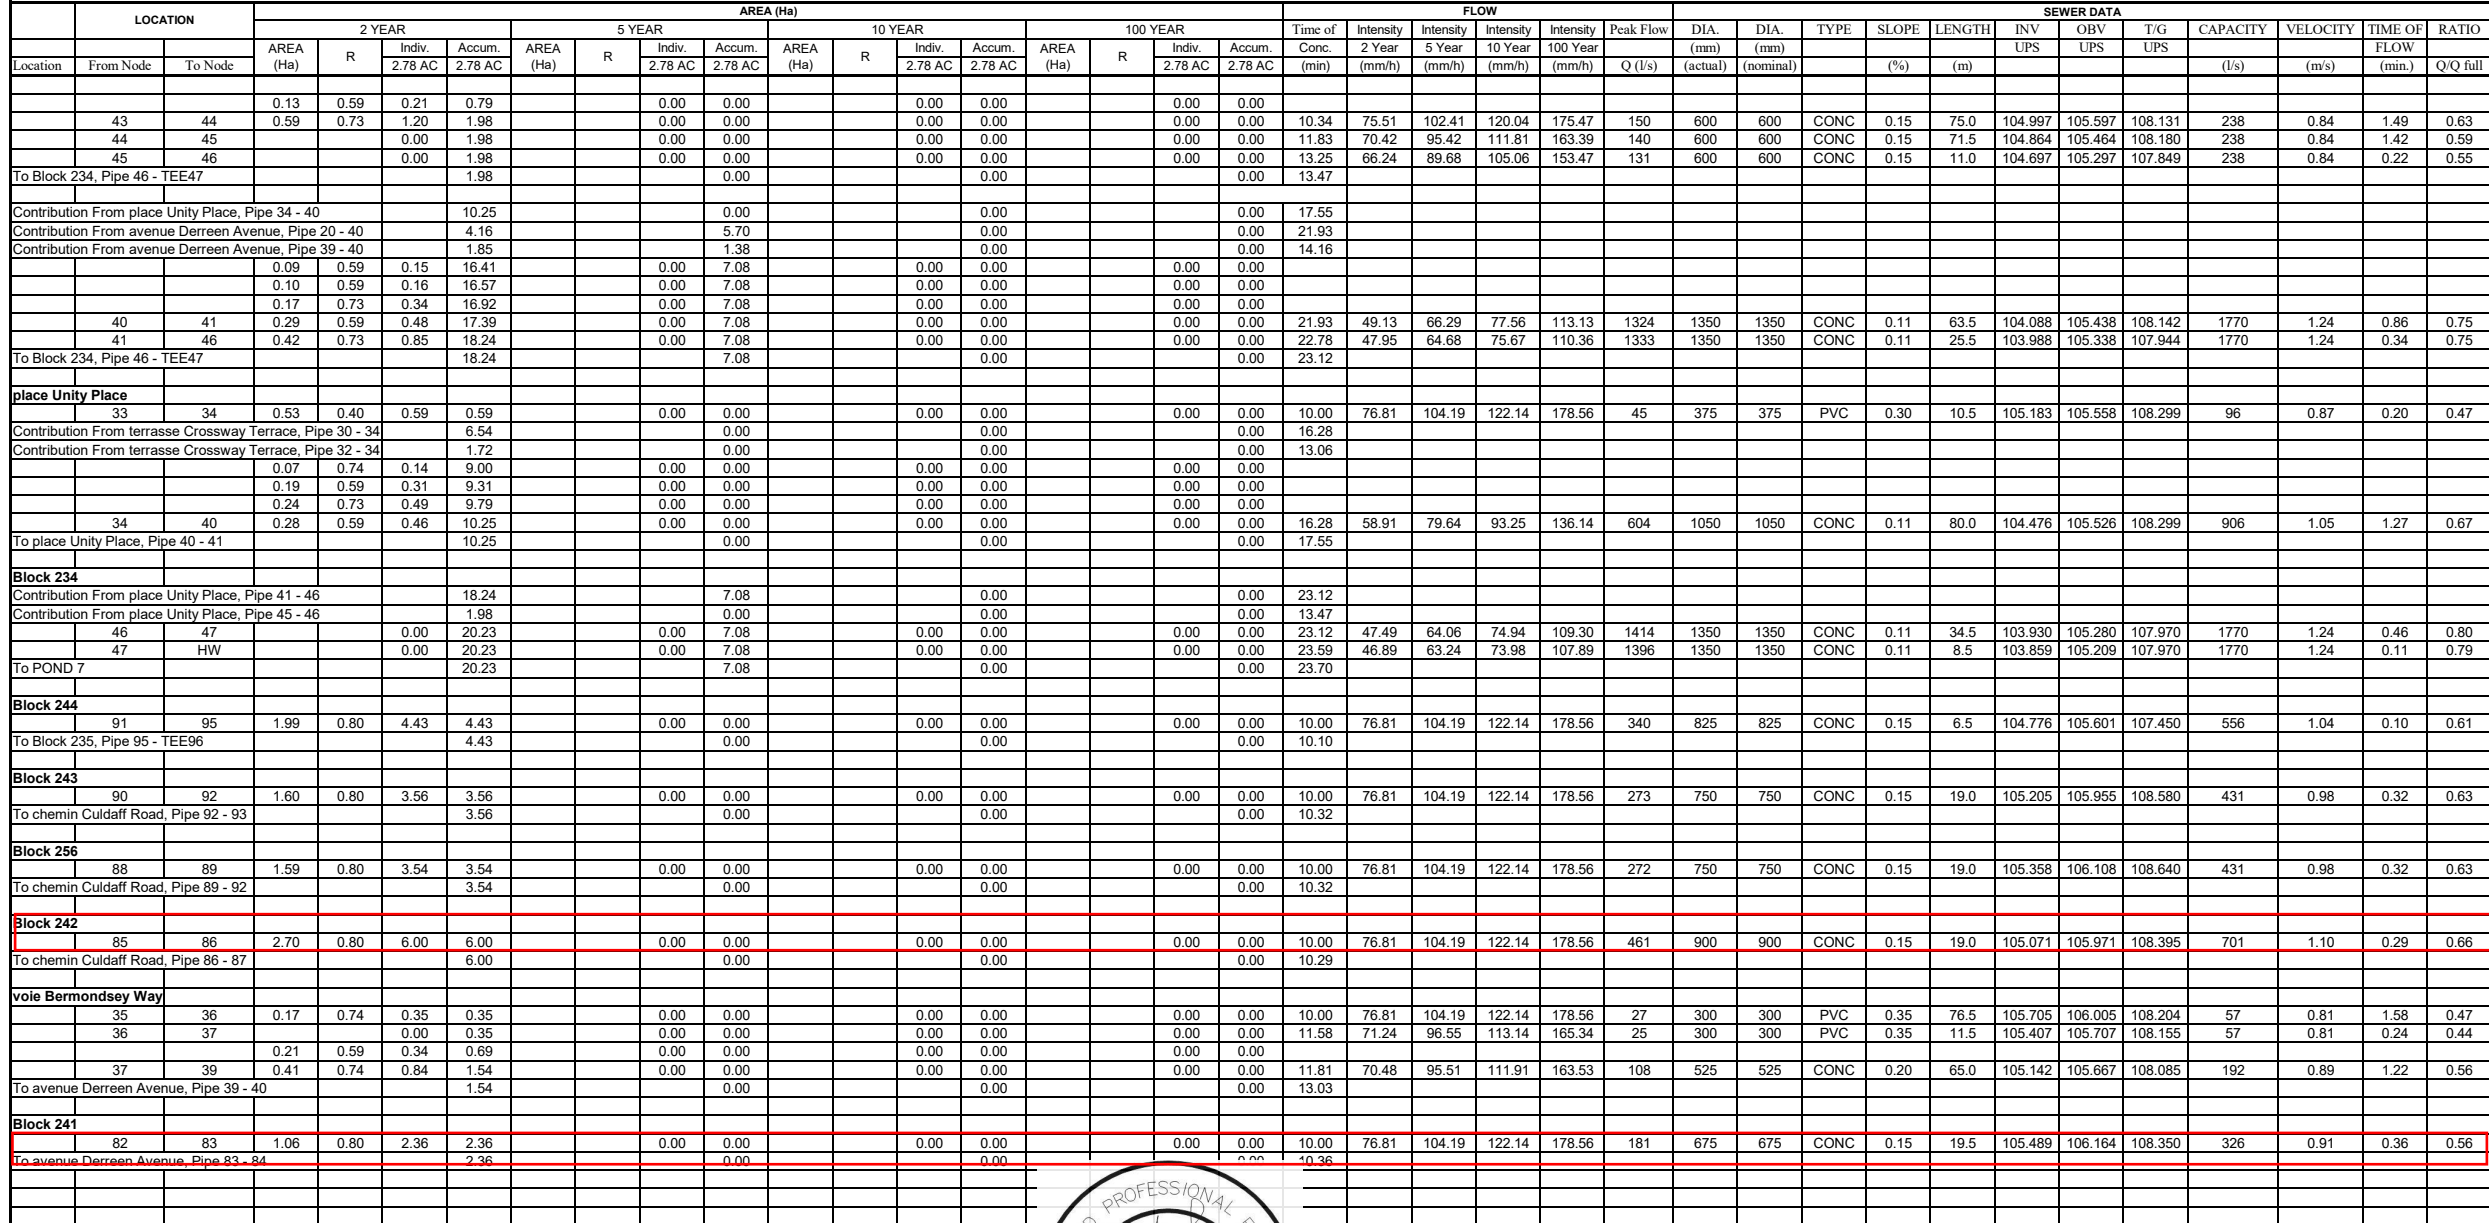 LOCATION AREA (Ha) FLOW SEWER DATA
2 YEAR 5 YEAR 10 YEAR 100 YEAR Time of Intensity Intensity Intensity Intensity Peak Flow DIA. DIA. TYPE SLOPE LENGTH INV OBV T/G CAPACITY VELOCITY TIME OF RATIO
AREA R Indiv. Accum. AREA R Indiv. Accum. AREA R Indiv. Accum. AREA R Indiv. Accum. Conc. 2 Year 5 Year 10 Year 100 Year (mm) (mm) UPS UPS UPS FLOW
Location From Node To Node (Ha) 2.78 AC 2.78 AC (Ha) 2.78 AC 2.78 AC (Ha) 2.78 AC 2.78 AC (Ha) 2.78 AC 2.78 AC (min) (mm/h) (mm/h) (mm/h) (mm/h) Q (l/s) (actual) (nominal) (%) (m) (l/s) (m/s) (min.) Q/Q full
0.13 0.59 0.21 0.79 0.00 0.00 0.00 0.00 0.00 0.00
43 44 0.59 0.73 1.20 1.98 0.00 0.00 0.00 0.00 0.00 0.00 10.34 75.51 102.41 120.04 175.47 150 600 600 CONC 0.15 75.0 104.997 105.597 108.131 238 0.84 1.49 0.63
44 45 0.00 1.98 0.00 0.00 0.00 0.00 0.00 0.00 11.83 70.42 95.42 111.81 163.39 140 600 600 CONC 0.15 71.5 104.864 105.464 108.180 238 0.84 1.42 0.59
45 46 0.00 1.98 0.00 0.00 0.00 0.00 0.00 0.00 13.25 66.24 89.68 105.06 153.47 131 600 600 CONC 0.15 11.0 104.697 105.297 107.849 238 0.84 0.22 0.55
To Block 234, Pipe 46 - TEE47 1.98 0.00 0.00 0.00 13.47
Contribution From place Unity Place, Pipe 34 - 40 10.25 0.00 0.00 0.00 17.55
Contribution From avenue Derreen Avenue, Pipe 20 - 40 4.16 5.70 0.00 0.00 21.93
Contribution From avenue Derreen Avenue, Pipe 39 - 40 1.85 1.38 0.00 0.00 14.16
0.09 0.59 0.15 16.41 0.00 7.08 0.00 0.00 0.00 0.00
0.10 0.59 0.16 16.57 0.00 7.08 0.00 0.00 0.00 0.00
0.17 0.73 0.34 16.92 0.00 7.08 0.00 0.00 0.00 0.00
40 41 0.29 0.59 0.48 17.39 0.00 7.08 0.00 0.00 0.00 0.00 21.93 49.13 66.29 77.56 113.13 1324 1350 1350 CONC 0.11 63.5 104.088 105.438 108.142 1770 1.24 0.86 0.75
41 46 0.42 0.73 0.85 18.24 0.00 7.08 0.00 0.00 0.00 0.00 22.78 47.95 64.68 75.67 110.36 1333 1350 1350 CONC 0.11 25.5 103.988 105.338 107.944 1770 1.24 0.34 0.75
To Block 234, Pipe 46 - TEE47 18.24 7.08 0.00 0.00 23.12
place Unity Place
33 34 0.53 0.40 0.59 0.59 0.00 0.00 0.00 0.00 0.00 0.00 10.00 76.81 104.19 122.14 178.56 45 375 375 PVC 0.30 10.5 105.183 105.558 108.299 96 0.87 0.20 0.47
Contribution From terrasse Crossway Terrace, Pipe 30 - 34 6.54 0.00 0.00 0.00 16.28
Contribution From terrasse Crossway Terrace, Pipe 32 - 34 1.72 0.00 0.00 0.00 13.06
0.07 0.74 0.14 9.00 0.00 0.00 0.00 0.00 0.00 0.00
0.19 0.59 0.31 9.31 0.00 0.00 0.00 0.00 0.00 0.00
0.24 0.73 0.49 9.79 0.00 0.00 0.00 0.00 0.00 0.00
34 40 0.28 0.59 0.46 10.25 0.00 0.00 0.00 0.00 0.00 0.00 16.28 58.91 79.64 93.25 136.14 604 1050 1050 CONC 0.11 80.0 104.476 105.526 108.299 906 1.05 1.27 0.67
To place Unity Place, Pipe 40 - 41 10.25 0.00 0.00 0.00 17.55
Block 234
Contribution From place Unity Place, Pipe 41 - 46 18.24 7.08 0.00 0.00 23.12
Contribution From place Unity Place, Pipe 45 - 46 1.98 0.00 0.00 0.00 13.47
46 47 0.00 20.23 0.00 7.08 0.00 0.00 0.00 0.00 23.12 47.49 64.06 74.94 109.30 1414 1350 1350 CONC 0.11 34.5 103.930 105.280 107.970 1770 1.24 0.46 0.80
47 HW 0.00 20.23 0.00 7.08 0.00 0.00 0.00 0.00 23.59 46.89 63.24 73.98 107.89 1396 1350 1350 CONC 0.11 8.5 103.859 105.209 107.970 1770 1.24 0.11 0.79
To POND 7 20.23 7.08 0.00 0.00 23.70
Block 244
91 95 1.99 0.80 4.43 4.43 0.00 0.00 0.00 0.00 0.00 0.00 10.00 76.81 104.19 122.14 178.56 340 825 825 CONC 0.15 6.5 104.776 105.601 107.450 556 1.04 0.10 0.61
To Block 235, Pipe 95 - TEE96 4.43 0.00 0.00 0.00 10.10
Block 243
90 92 1.60 0.80 3.56 3.56 0.00 0.00 0.00 0.00 0.00 0.00 10.00 76.81 104.19 122.14 178.56 273 750 750 CONC 0.15 19.0 105.205 105.955 108.580 431 0.98 0.32 0.63
To chemin Culdaff Road, Pipe 92 - 93 3.56 0.00 0.00 0.00 10.32
Block 256
88 89 1.59 0.80 3.54 3.54 0.00 0.00 0.00 0.00 0.00 0.00 10.00 76.81 104.19 122.14 178.56 272 750 750 CONC 0.15 19.0 105.358 106.108 108.640 431 0.98 0.32 0.63
To chemin Culdaff Road, Pipe 89 - 92 3.54 0.00 0.00 0.00 10.32
Block 242
85 86 2.70 0.80 6.00 6.00 0.00 0.00 0.00 0.00 0.00 0.00 10.00 76.81 104.19 122.14 178.56 461 900 900 CONC 0.15 19.0 105.071 105.971 108.395 701 1.10 0.29 0.66
To chemin Culdaff Road, Pipe 86 - 87 6.00 0.00 0.00 0.00 10.29
voie Bermondsey Way
35 36 0.17 0.74 0.35 0.35 0.00 0.00 0.00 0.00 0.00 0.00 10.00 76.81 104.19 122.14 178.56 27 300 300 PVC 0.35 76.5 105.705 106.005 108.204 57 0.81 1.58 0.47
36 37 0.00 0.35 0.00 0.00 0.00 0.00 0.00 0.00 11.58 71.24 96.55 113.14 165.34 25 300 300 PVC 0.35 11.5 105.407 105.707 108.155 57 0.81 0.24 0.44
0.21 0.59 0.34 0.69 0.00 0.00 0.00 0.00 0.00 0.00
37 39 0.41 0.74 0.84 1.54 0.00 0.00 0.00 0.00 0.00 0.00 11.81 70.48 95.51 111.91 163.53 108 525 525 CONC 0.20 65.0 105.142 105.667 108.085 192 0.89 1.22 0.56
To avenue Derreen Avenue, Pipe 39 - 40 1.54 0.00 0.00 0.00 13.03
Block 241
82 83 1.06 0.80 2.36 2.36 0.00 0.00 0.00 0.00 0.00 0.00 10.00 76.81 104.19 122.14 178.56 181 675 675 CONC 0.15 19.5 105.489 106.164 108.350 326 0.91 0.36 0.56
To avenue Derreen Avenue, Pipe 83 - 84 2.36 0.00 0.00 0.00 10.36
PROFESSIONAL